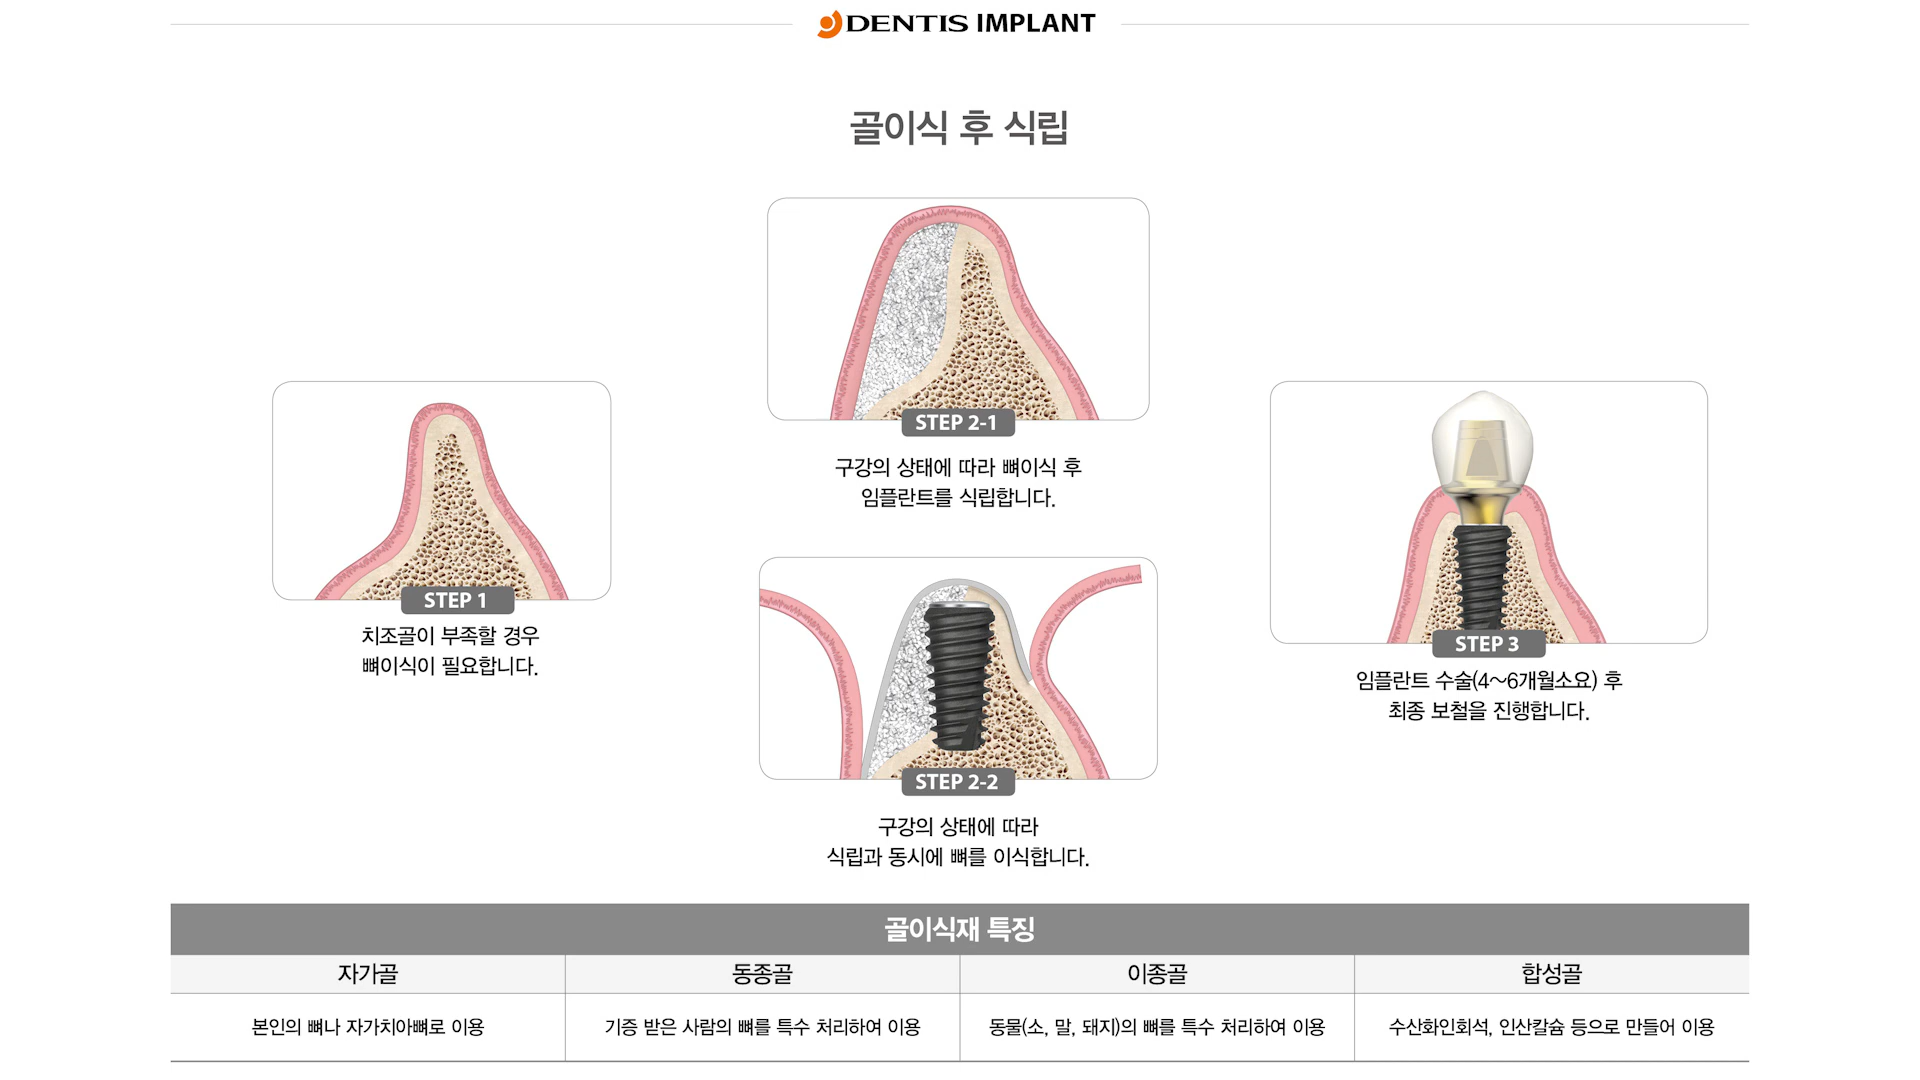 DENTIS IMPLANT
골이식 후 식립
STEP 1
치조골이 부족할 경우
뼈이식이 필요합니다.
STEP 2-1
구강의 상태에 따라 뼈이식 후
임플란트를 식립합니다.
STEP 2-2
구강의 상태에 따라
식립과 동시에 뼈를 이식합니다.
STEP 3
임플란트 수술(4~6개월소요) 후
최종 보철을 진행합니다.
골이식재 특징
자가골 동종골 이종골 합성골
본인의 뼈나 자가치아뼈로 이용 기증 받은 사람의 뼈를 특수 처리하여 이용 동물(소, 말, 돼지)의 뼈를 특수 처리하여 이용 수산화인회석, 인산칼슘 등으로 만들어 이용